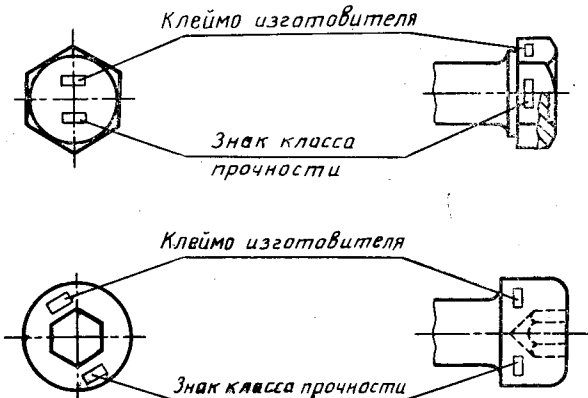 Клеймо изготовителя
Знак класса
прочности
Клеймо изготовителя
Знак класса прочности